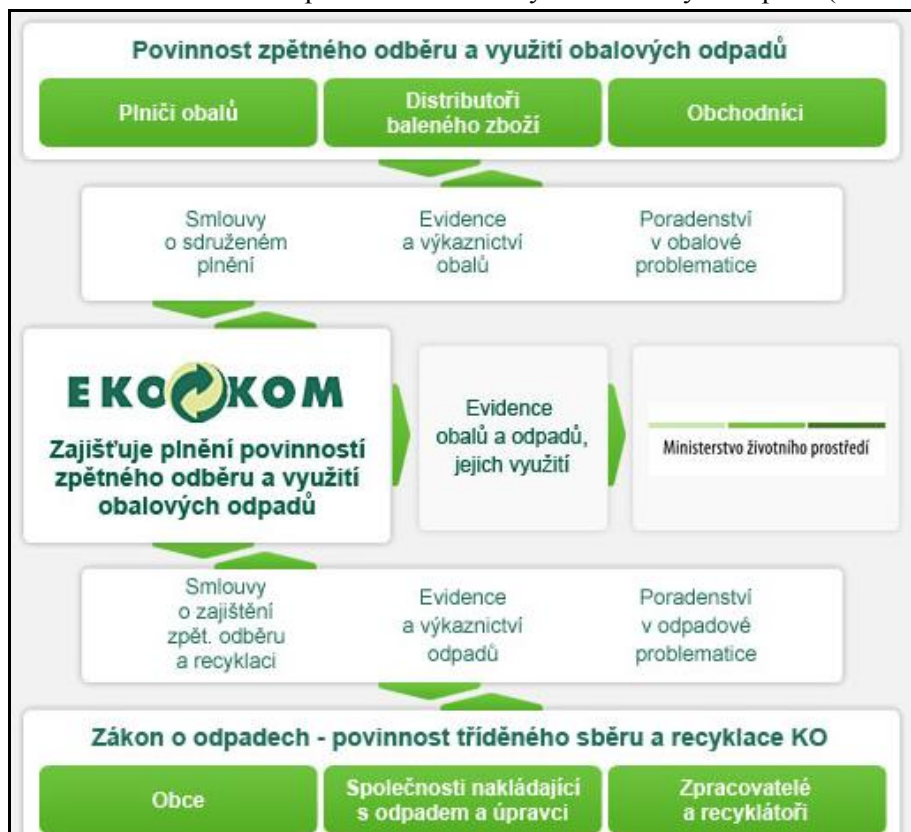 Povinnost zpětného odběru a využití obalových odpadů
Plniči obalů
Distributoři
baleného zboží
Obchodníci
Smlouvy
o sdruženém
plnění
Evidence
a výkaznictví
obalů
Poradenství
v obalové
problematice
EKO KOM
Zajišťuje plnění povinností
zpětného odběru a využití
obalových odpadů
Evidence
obalů a odpadů,
jejich využití
Ministerstvo životního prostředí
Smlouvy
o zajištění
zpět. odběru
a recyklaci
Evidence
a výkaznictví
odpadů
Poradenství
v odpadové
problematice
Zákon o odpadech - povinnost tříděného sběru a recyklace KO
Obce
Společnosti nakládající
s odpadem a úpravci
Zpracovatelé
a recyklátoři